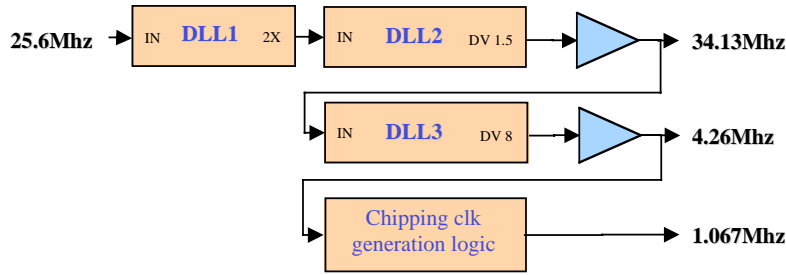 25.6Mhz
IN DLL1 2X
IN DLL2 DV 1.5
34.13Mhz
IN DLL3 DV 8
4.26Mhz
Chipping clk
generation logic
1.067Mhz